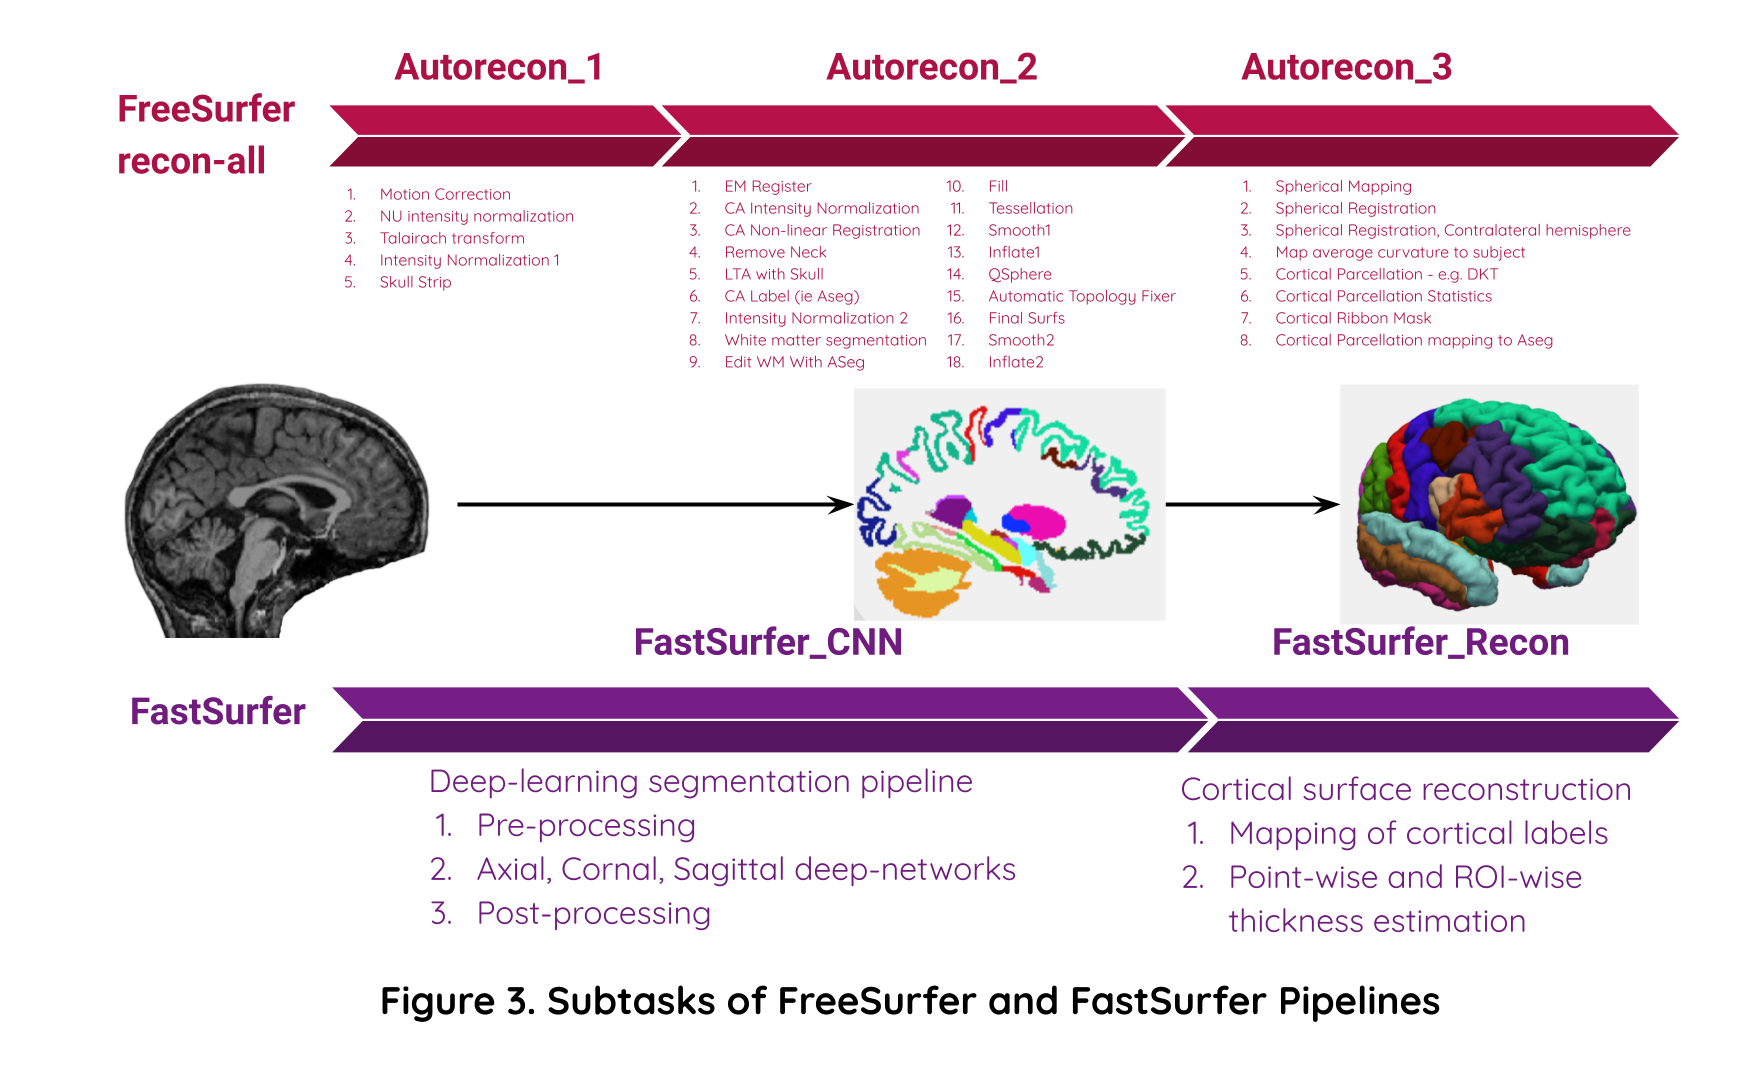 Autorecon_1
Autorecon_2
Autorecon_3
FreeSurfer
recon-all
1. Motion Correction
2. NU intensity normalization
3. Talairach transform
4. Intensity Normalization 1
5. Skull Strip
1. EM Register
2. CA Intensity Normalization
3. CA Non-linear Registration
4. Remove Neck
5. LTA with Skull
6. CA Label (ie Aseg)
7. Intensity Normalization 2
8. White matter segmentation
9. Edit WM With ASeg
10. Fill
11. Tessellation
12. Smooth1
13. Inflate1
14. QSphere
15. Automatic Topology Fixer
16. Final Surfs
17. Smooth2
18. Inflate2
1. Spherical Mapping
2. Spherical Registration
3. Spherical Registration, Contralateral hemisphere
4. Map average curvature to subject
5. Cortical Parcellation - e.g. DKT
6. Cortical Parcellation Statistics
7. Cortical Ribbon Mask
8. Cortical Parcellation mapping to Aseg
FastSurfer_CNN
FastSurfer_Recon
FastSurfer
Deep-learning segmentation pipeline
1. Pre-processing
2. Axial, Cornal, Sagittal deep-networks
3. Post-processing
Cortical surface reconstruction
1. Mapping of cortical labels
2. Point-wise and ROI-wise
thickness estimation
Figure 3. Subtasks of FreeSurfer and FastSurfer Pipelines